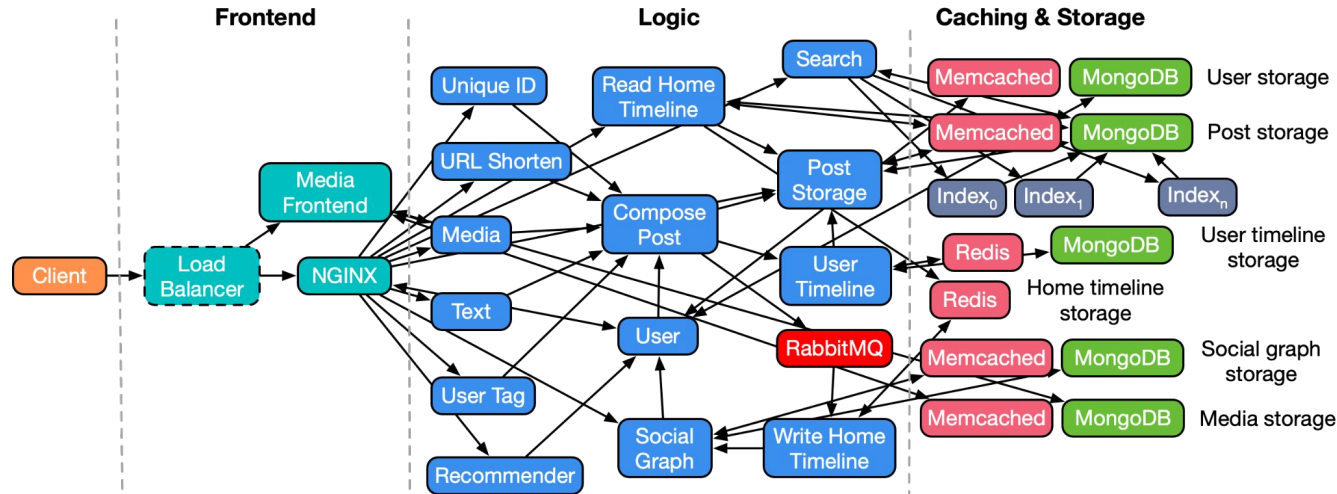 Frontend
Logic
Caching & Storage
Client
Load
Balancer
Media
Frontend
NGINX
Unique ID
URL Shorten
Media
Text
User Tag
Recommender
Read Home
Timeline
Compose
Post
User
Social
Graph
Search
Post
Storage
User
Timeline
RabbitMQ
Write Home
Timeline
Memcached
MongoDB
User storage
Memcached
MongoDB
Post storage
Index0
Index1
Indexn
Redis
MongoDB
User timeline
storage
Redis
Home timeline
storage
Memcached
MongoDB
Social graph
storage
Memcached
MongoDB
Media storage